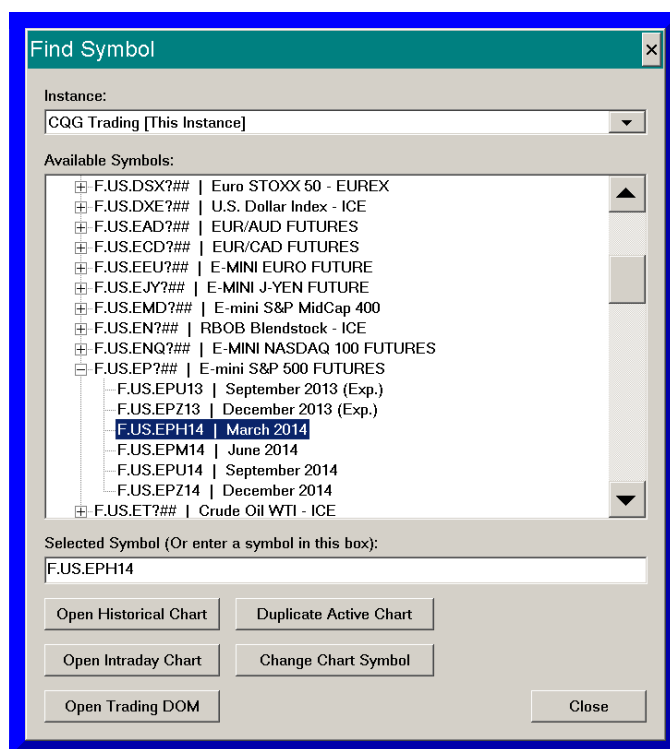 Find Symbol
Instance:
CQG Trading [This Instance]
Available Symbols:
F.US.DSX?## | Euro STOXX 50 - EUREX
F.US.DXE?## | U.S. Dollar Index - ICE
F.US.EAD?## | EUR/AUD FUTURES
F.US.ECD?## | EUR/CAD FUTURES
F.US.EEU?## | E-MINI EURO FUTURE
F.US.EJY?## | E-MINI J-YEN FUTURE
F.US.EMD?## | E-mini S&P MidCap 400
F.US.EN?## | RBOB Blendstock - ICE
F.US.ENQ?## | E-MINI NASDAQ 100 FUTURES
F.US.EP?## | E-mini S&P 500 FUTURES
F.US.EPU13 | September 2013 (Exp.)
F.US.EPZ13 | December 2013 (Exp.)
F.US.EPH14 | March 2014
F.US.EPM14 | June 2014
F.US.EPU14 | September 2014
F.US.EPZ14 | December 2014
F.US.ET?## | Crude Oil WTI - ICE
Selected Symbol (Or enter a symbol in this box):
F.US.EPH14
Open Historical Chart Duplicate Active Chart
Open Intraday Chart Change Chart Symbol
Open Trading DOM Close